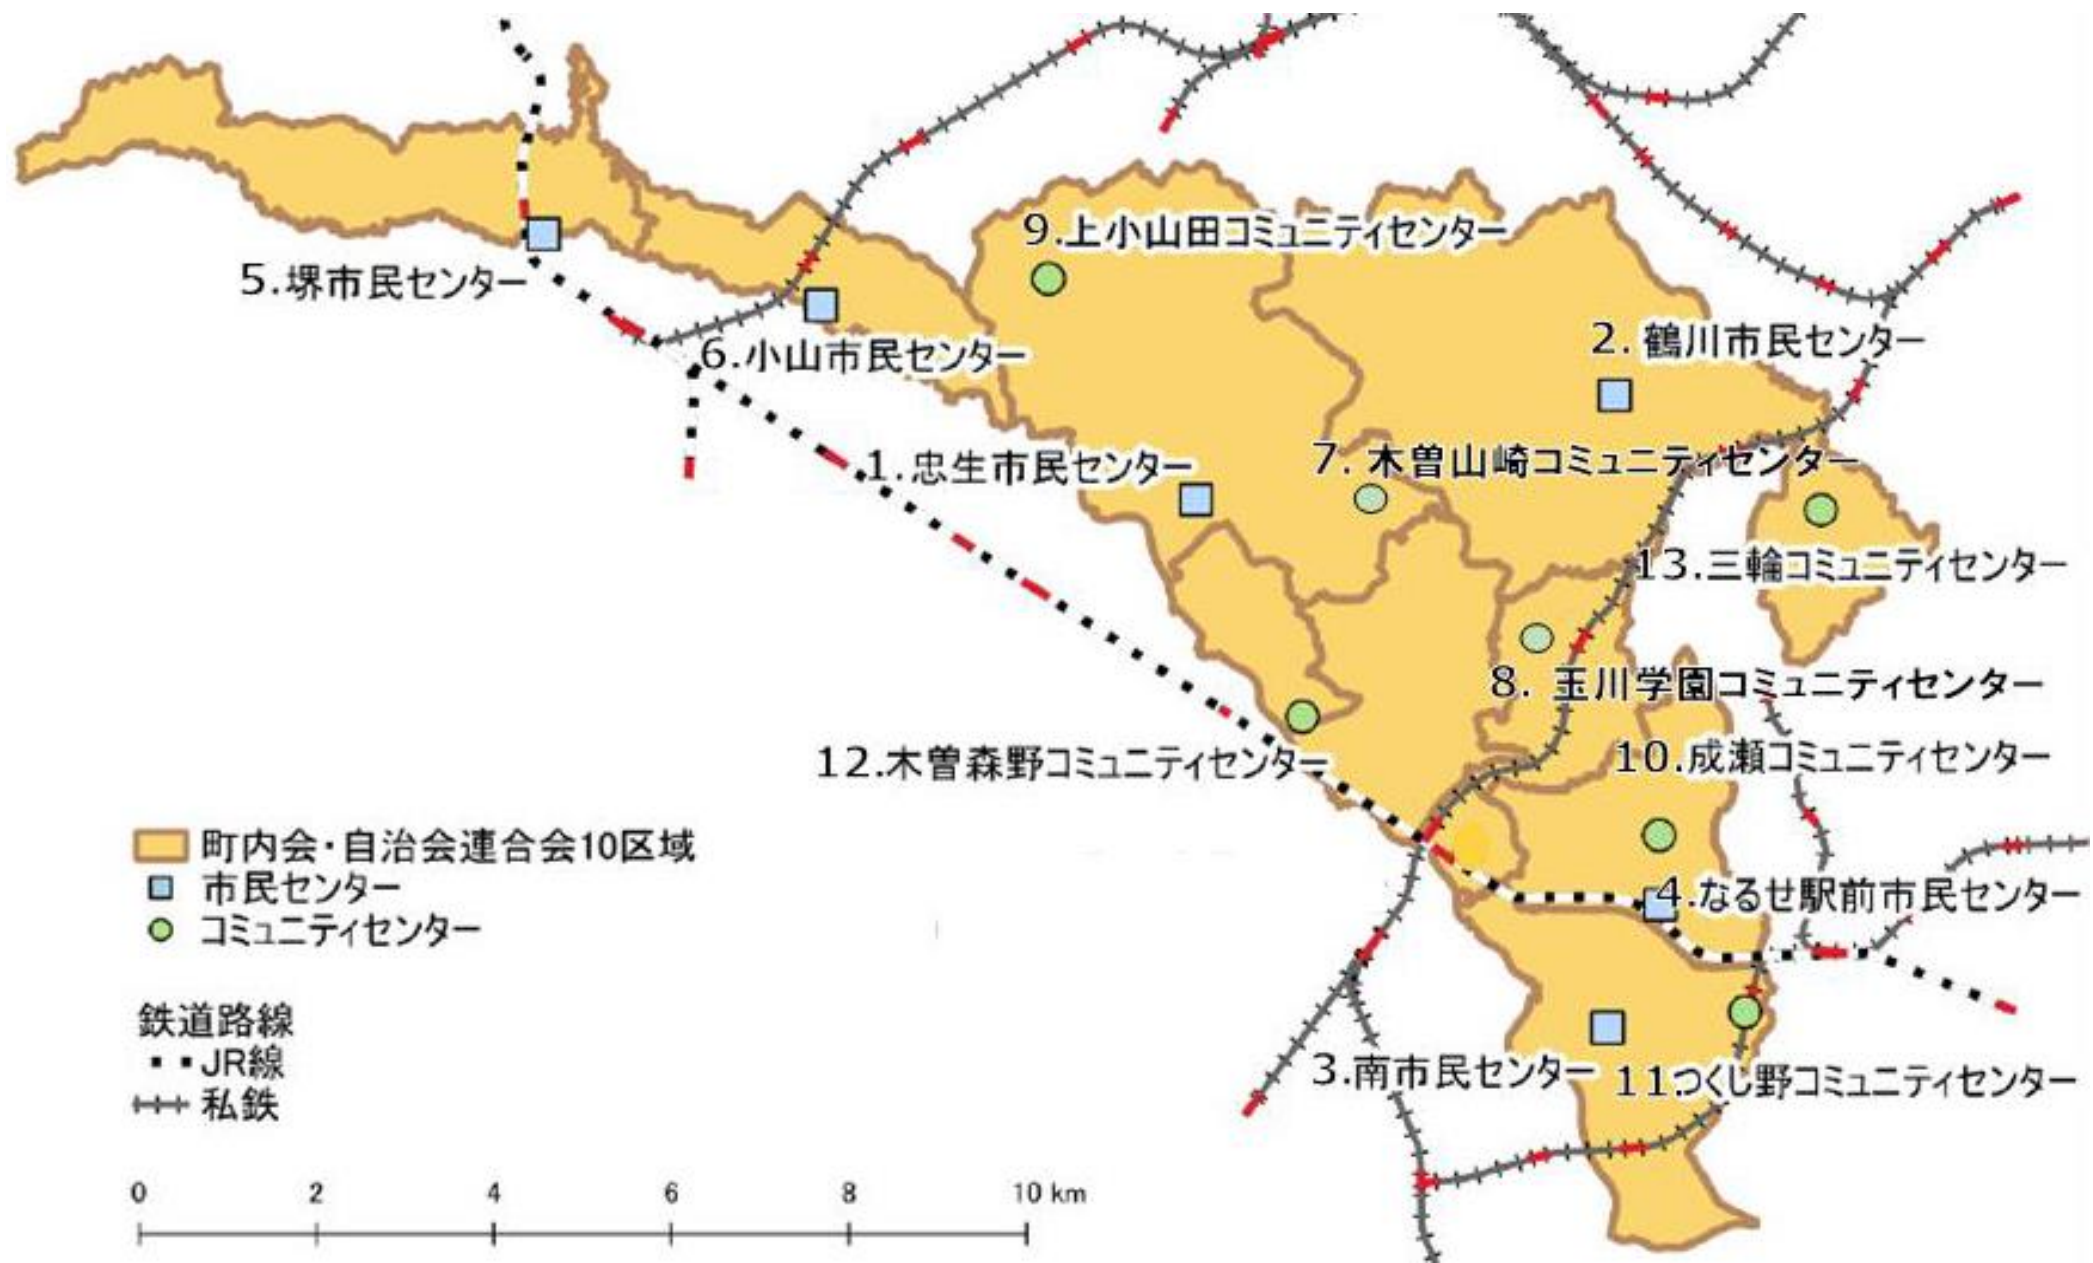 9.上小山田コミュニティセンター
5.堺市民センター
2. 鶴川市民センター
6.小山市民センター
1.忠生市民センター
7. 木曽山崎コミュニティセンター
13.三輪コミュニティセンター
8. 玉川学園コミュニティセンター
12.木曽森野コミュニティセンター
10.成瀬コミュニティセンター
4.なるせ駅前市民センター
3.南市民センター
11つくし野コミュニティセンター
町内会・自治会連合会10区域
市民センター
コミュニティセンター
鉄道路線
JR線
私鉄
0 2 4 6 8 10 km